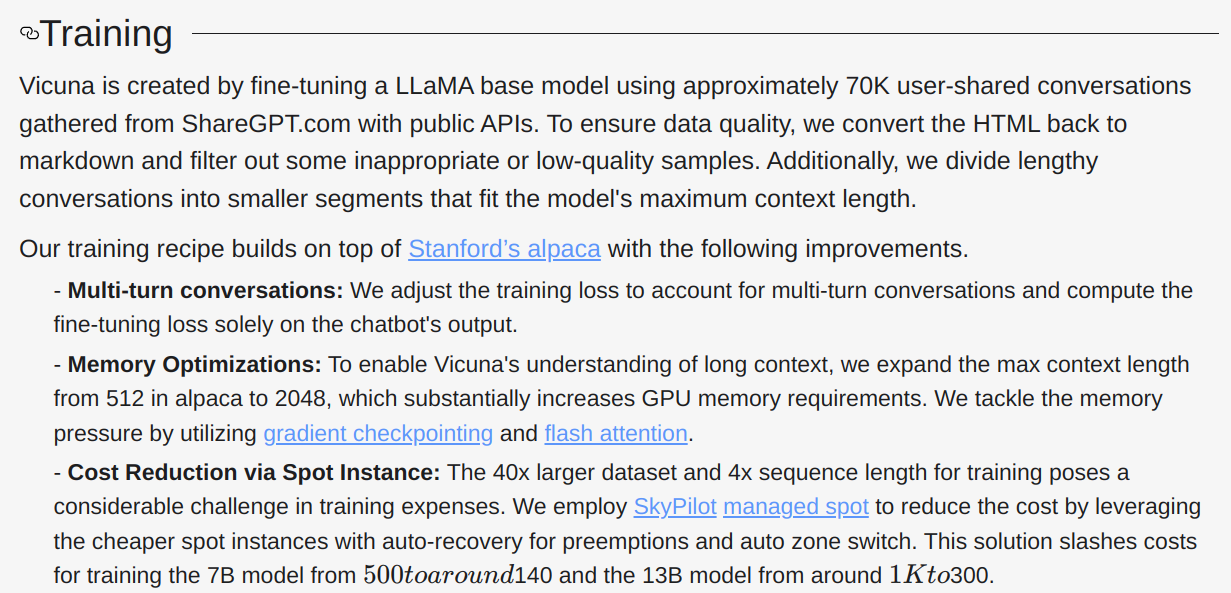 Training
Vicuna is created by fine-tuning a LLaMA base model using approximately 70K user-shared conversations
gathered from ShareGPT.com with public APIs. To ensure data quality, we convert the HTML back to
markdown and filter out some inappropriate or low-quality samples. Additionally, we divide lengthy
conversations into smaller segments that fit the model's maximum context length.
Our training recipe builds on top of Stanford’s alpaca with the following improvements.
- Multi-turn conversations: We adjust the training loss to account for multi-turn conversations and compute the
fine-tuning loss solely on the chatbot's output.
- Memory Optimizations: To enable Vicuna's understanding of long context, we expand the max context length
from 512 in alpaca to 2048, which substantially increases GPU memory requirements. We tackle the memory
pressure by utilizing gradient checkpointing and flash attention.
- Cost Reduction via Spot Instance: The 40x larger dataset and 4x sequence length for training poses a
considerable challenge in training expenses. We employ SkyPilot managed spot to reduce the cost by leveraging
the cheaper spot instances with auto-recovery for preemptions and auto zone switch. This solution slashes costs
for training the 7B model from 500toaround140 and the 13B model from around 1Kto300.